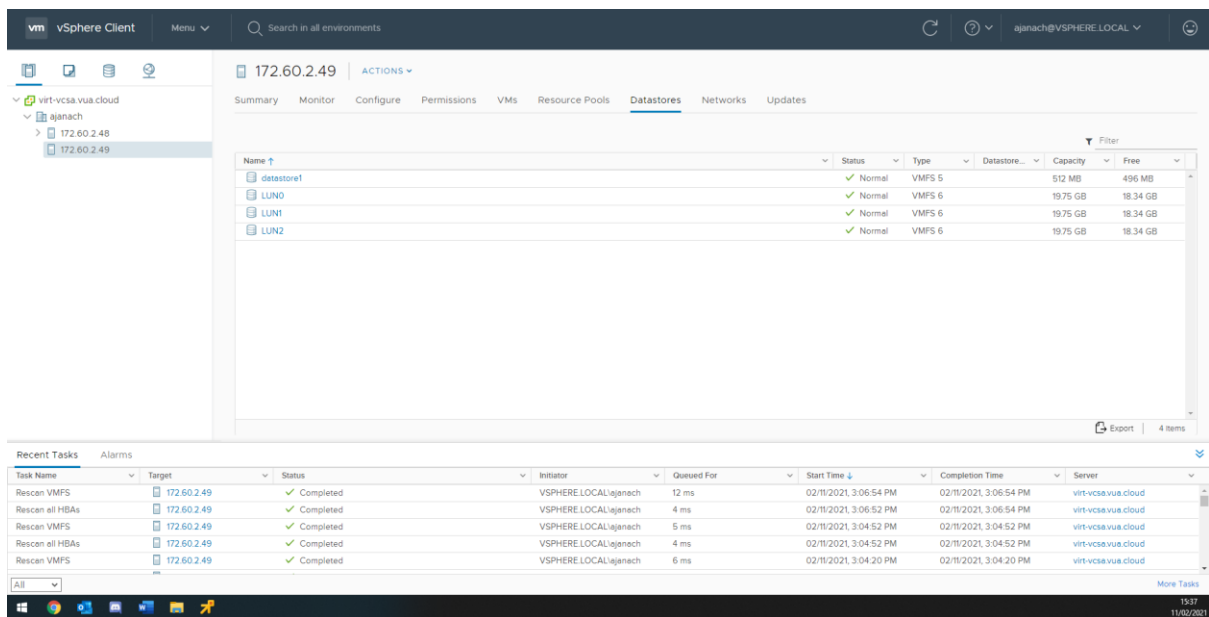 vm vSphere Client Menu Search in all environments ? ajanach@VSPHERE.LOCAL
172.60.2.49 ACTIONS
Summary Monitor Configure Permissions VMs Resource Pools Datastores Networks Updates
virt-vcsa.vua.cloud
ajanach
172.60.2.48
172.60.2.49
Filter
Name Status Type Datastore... Capacity Free
datastore1 Normal VMFS 5 512 MB 496 MB
LUN0 Normal VMFS 6 19.75 GB 18.34 GB
LUN1 Normal VMFS 6 19.75 GB 18.34 GB
LUN2 Normal VMFS 6 19.75 GB 18.34 GB
Export 4 items
Recent Tasks Alarms
Task Name Target Status Initiator Queued For Start Time Completion Time Server
Rescan VMFS 172.60.2.49 Completed VSPHERE.LOCAL\ajanach 12 ms 02/11/2021, 3:06:54 PM 02/11/2021, 3:06:54 PM virt-vcsa.vua.cloud
Rescan all HBAs 172.60.2.49 Completed VSPHERE.LOCAL\ajanach 4 ms 02/11/2021, 3:06:52 PM 02/11/2021, 3:06:54 PM virt-vcsa.vua.cloud
Rescan VMFS 172.60.2.49 Completed VSPHERE.LOCAL\ajanach 5 ms 02/11/2021, 3:04:52 PM 02/11/2021, 3:04:52 PM virt-vcsa.vua.cloud
Rescan all HBAs 172.60.2.49 Completed VSPHERE.LOCAL\ajanach 4 ms 02/11/2021, 3:04:52 PM 02/11/2021, 3:04:52 PM virt-vcsa.vua.cloud
Rescan VMFS 172.60.2.49 Completed VSPHERE.LOCAL\ajanach 6 ms 02/11/2021, 3:04:20 PM 02/11/2021, 3:04:20 PM virt-vcsa.vua.cloud
All More Tasks
15:37
11/02/2021